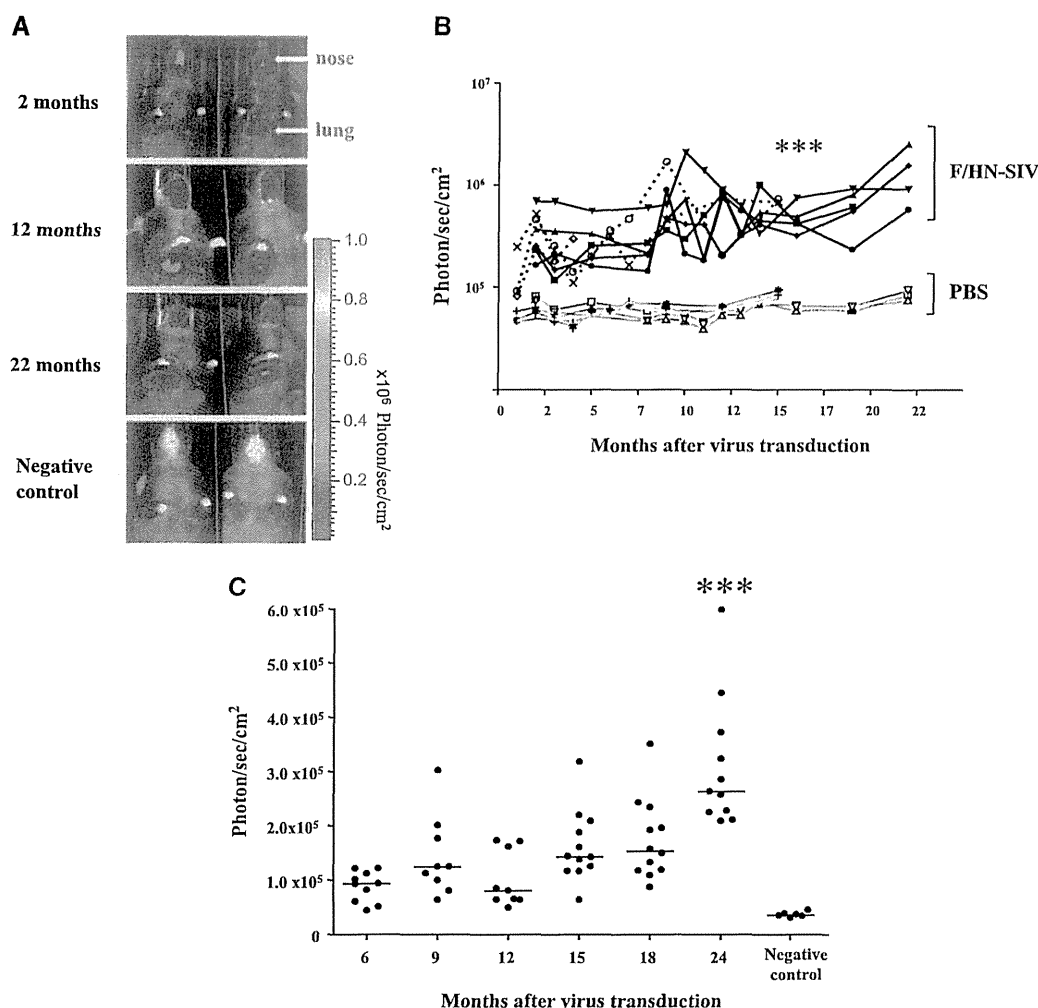 A
2 months
nose
lung
12 months
22 months
Negative
control
1.0
0.8
0.6
0.4
0.2
x10⁶ Photon/sec/cm²
B
10⁷
10⁶
10⁵
Photon/sec/cm²
***
F/HN-SIV
PBS
0 2 5 7 10 12 15 17 20 22
Months after virus transduction
C
***
6.0 x10⁵
5.0 x10⁵
4.0 x10⁵
3.0 x10⁵
2.0x10⁵
1.0 x10⁵
0
Photon/sec/cm²
6 9 12 15 18 24 Negative
control
Months after virus transduction